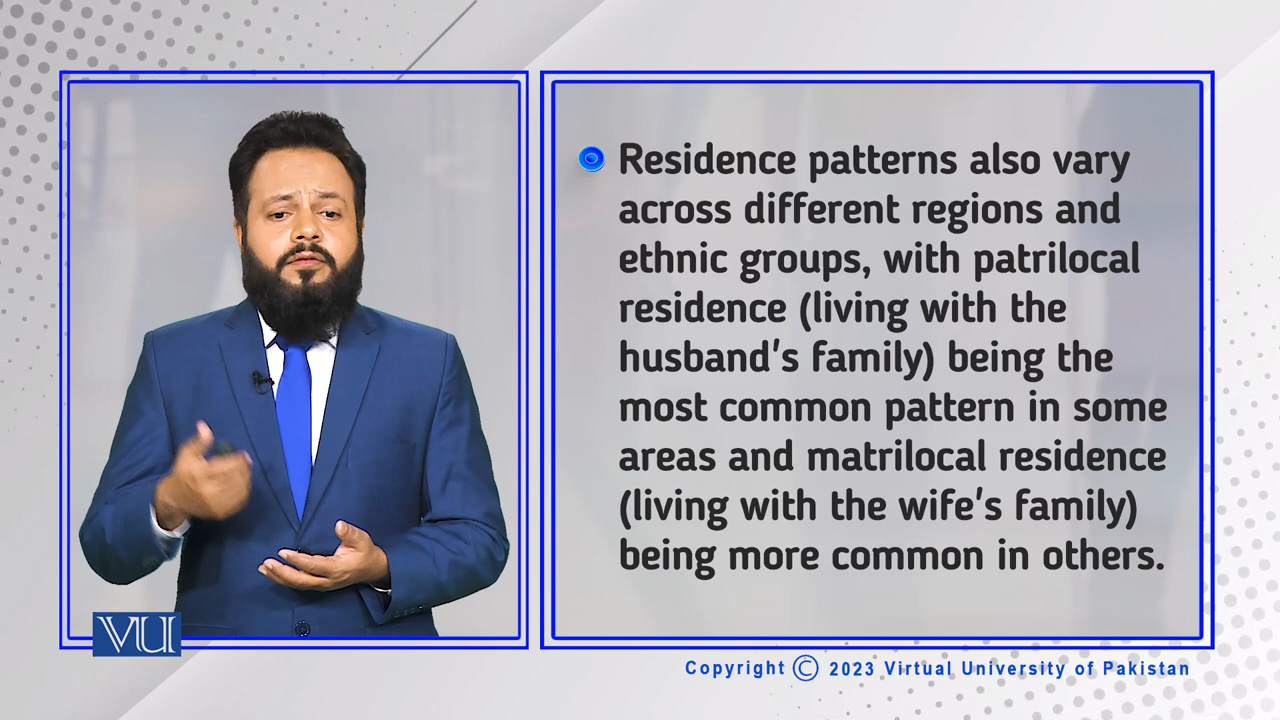 Residence patterns also vary
across different regions and
ethnic groups, with patrilocal
residence (living with the
husband's family) being the
most common pattern in some
areas and matrilocal residence
(living with the wife's family)
being more common in others.
VU
Copyright © 2023 Virtual University of Pakistan